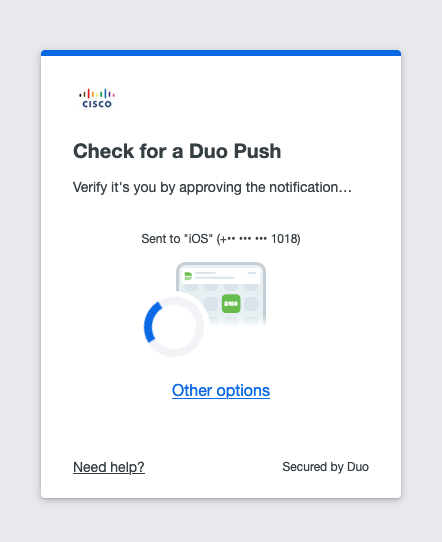 CISCO
Check for a Duo Push
Verify it's you by approving the notification…
Sent to "iOS" (+•• ••• ••• 1018)
DUO
Other options
Need help?
Secured by Duo